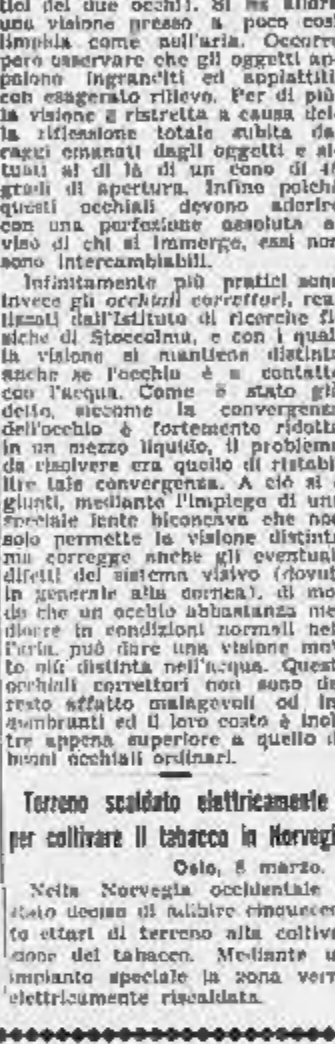 tici dei due occhi). Si ha allora
una visione presso a poco così
limpida come nell'aria. Occorre
però osservare che gli oggetti ap-
paiono ingranditi ed appiattiti
con esagerato rilievo. Per di più
la visione è ristretta a causa del-
la riflessione totale subita dai
raggi emanati dagli oggetti e si-
tuati al di là di un cono di 4
gradi di apertura. Infine poichè
questi occhiali devono aderire
con una perfezione assoluta a
viso di chi si immerge, essi non
sono intercambiabili.
Infinitamente più pratici sono
invece gli occhiali correttori, rea
lizzati dall'Istituto di ricerche fi
siche di Stoccolma, e con i qual
la visione si mantiene distinta
anche se l'occhio è a contatto
con l'acqua. Come è stato già
detto, siccome la convergenza
dell'occhio è fortemente ridotta
in un mezzo liquido, il problema
da risolvere era quello di ristabi
lire tale convergenza. A ciò si è
giunti, mediante l'impiego di una
speciale lente biconcava che non
solo permette la visione distinta
ma corregge anche gli eventual
difetti del sistema visivo (dovut
in generale alla cornea), di mo
do che un occhio abbastanza me
diocre in condizioni normali nel
l'aria, può dare una visione mol
to più distinta nell'acqua. Quest
occhiali correttori non sono de
resto affatto malagevoli od in
gombranti ed il loro costo è inol
tre appena superiore a quello d
buoni occhiali ordinari.
Terreno scaldato elettricamente
per coltivare il tabacco in Norvegi
Oslo, 8 marzo.
Nella Norvegia occidentale
stato deciso di adibire cinquecen
to ettari di terreno alla coltiva
zione del tabacco. Mediante u
impianto speciale la zona verr
elettricamente riscaldata.